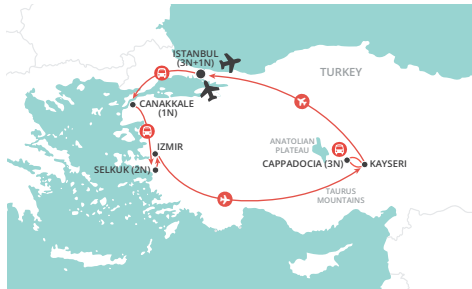 ISTANBUL
(3N+1N)
TURKEY
CANAKKALE
(1N)
ANATOLIAN
PLATEAU
IZMIR
CAPPADOCIA (3N)
KAYSERI
SELKUK (2N)
TAURUS
MOUNTAINS